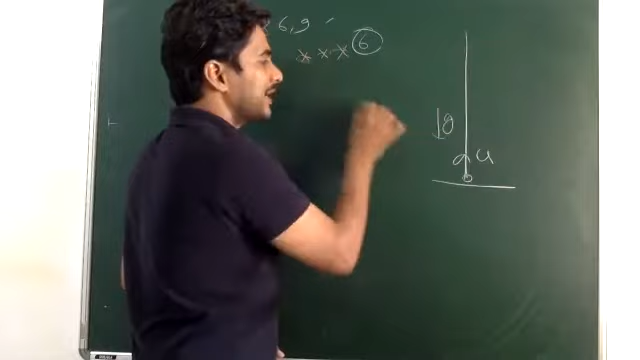 6, 9
× × × 6
g
u